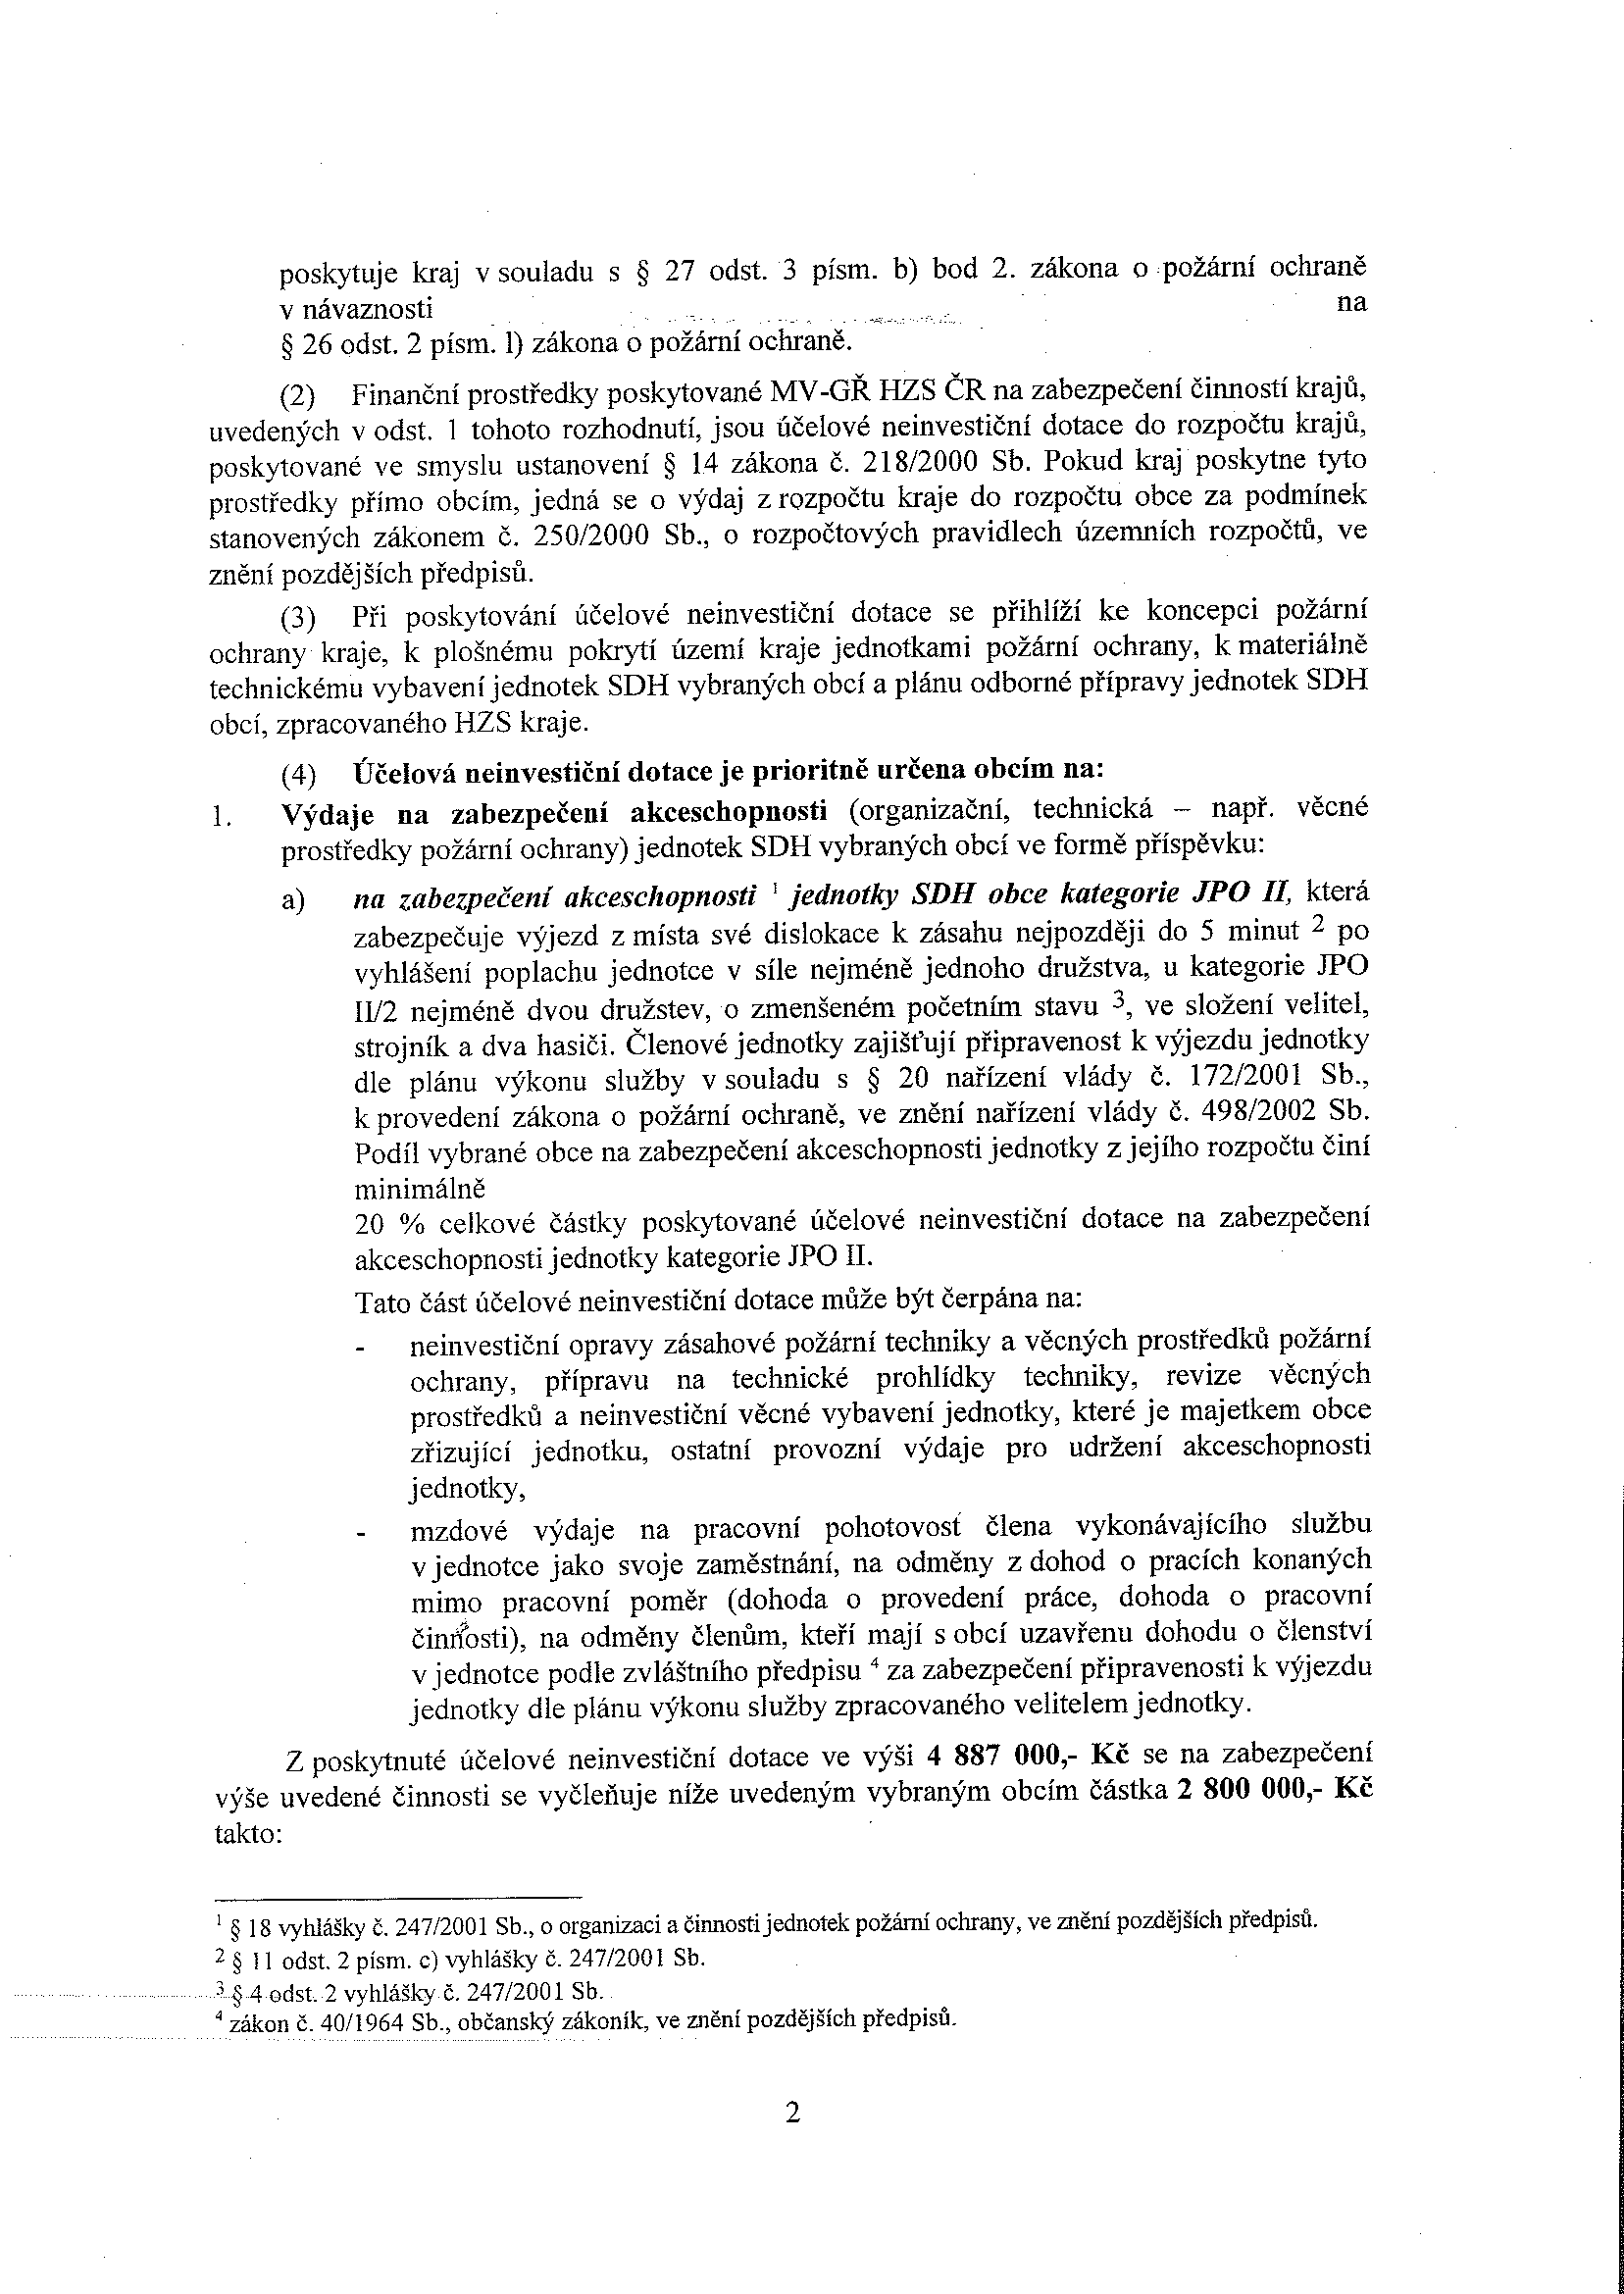 poskytuje kraj v souladu s § 27 odst. 3 písm. b) bod 2. zákona o požární ochraně
v návaznosti na
§ 26 odst. 2 písm. l) zákona o požární ochraně.
(2) Finanční prostředky poskytované MV-GŘ HZS ČR na zabezpečení činností krajů,
uvedených v odst. 1 tohoto rozhodnutí, jsou účelové neinvestiční dotace do rozpočtu krajů,
poskytované ve smyslu ustanovení § 14 zákona č. 218/2000 Sb. Pokud kraj poskytne tyto
prostředky přímo obcím, jedná se o výdaj z rozpočtu kraje do rozpočtu obce za podmínek
stanovených zákonem č. 250/2000 Sb., o rozpočtových pravidlech územních rozpočtů, ve
znění pozdějších předpisů.
(3) Při poskytování účelové neinvestiční dotace se přihlíží ke koncepci požární
ochrany kraje, k plošnému pokrytí území kraje jednotkami požární ochrany, k materiálně
technickému vybavení jednotek SDH vybraných obcí a plánu odborné přípravy jednotek SDH
obcí, zpracovaného HZS kraje.
(4) Účelová neinvestiční dotace je prioritně určena obcím na:
1. Výdaje na zabezpečení akceschopnosti (organizační, technická – např. věcné
prostředky požární ochrany) jednotek SDH vybraných obcí ve formě příspěvku:
a) na zabezpečení akceschopnosti 1 jednotky SDH obce kategorie JPO II, která
zabezpečuje výjezd z místa své dislokace k zásahu nejpozději do 5 minut 2 po
vyhlášení poplachu jednotce v síle nejméně jednoho družstva, u kategorie JPO
II/2 nejméně dvou družstev, o zmenšeném početním stavu 3, ve složení velitel,
strojník a dva hasiči. Členové jednotky zajišťují připravenost k výjezdu jednotky
dle plánu výkonu služby v souladu s § 20 nařízení vlády č. 172/2001 Sb.,
k provedení zákona o požární ochraně, ve znění nařízení vlády č. 498/2002 Sb.
Podíl vybrané obce na zabezpečení akceschopnosti jednotky z jejího rozpočtu činí
minimálně
20 % celkové částky poskytované účelové neinvestiční dotace na zabezpečení
akceschopnosti jednotky kategorie JPO II.
Tato část účelové neinvestiční dotace může být čerpána na:
- neinvestiční opravy zásahové požární techniky a věcných prostředků požární
ochrany, přípravu na technické prohlídky techniky, revize věcných
prostředků a neinvestiční věcné vybavení jednotky, které je majetkem obce
zřizující jednotku, ostatní provozní výdaje pro udržení akceschopnosti
jednotky,
- mzdové výdaje na pracovní pohotovost člena vykonávajícího službu
v jednotce jako svoje zaměstnání, na odměny z dohod o pracích konaných
mimo pracovní poměr (dohoda o provedení práce, dohoda o pracovní
činnosti), na odměny členům, kteří mají s obcí uzavřenu dohodu o členství
v jednotce podle zvláštního předpisu 4 za zabezpečení připravenosti k výjezdu
jednotky dle plánu výkonu služby zpracovaného velitelem jednotky.
Z poskytnuté účelové neinvestiční dotace ve výši 4 887 000,- Kč se na zabezpečení
výše uvedené činnosti se vyčleňuje níže uvedeným vybraným obcím částka 2 800 000,- Kč
takto:
1 § 18 vyhlášky č. 247/2001 Sb., o organizaci a činnosti jednotek požární ochrany, ve znění pozdějších předpisů.
2 § 11 odst. 2 písm. c) vyhlášky č. 247/2001 Sb.
3 § 4 odst. 2 vyhlášky č. 247/2001 Sb.
4 zákon č. 40/1964 Sb., občanský zákoník, ve znění pozdějších předpisů.
2